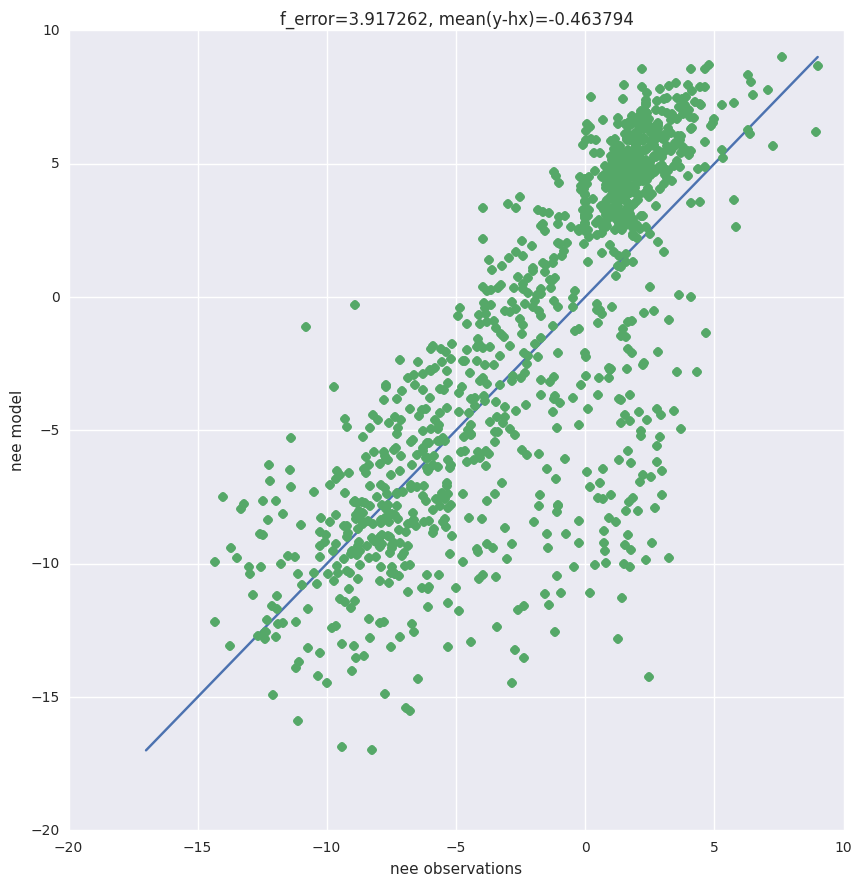 f_error=3.917262, mean(y-hx)=-0.463794
10
5
0
−5
−10
−15
−20
nee model
−20 −15 −10 −5 0 5 10
nee observations